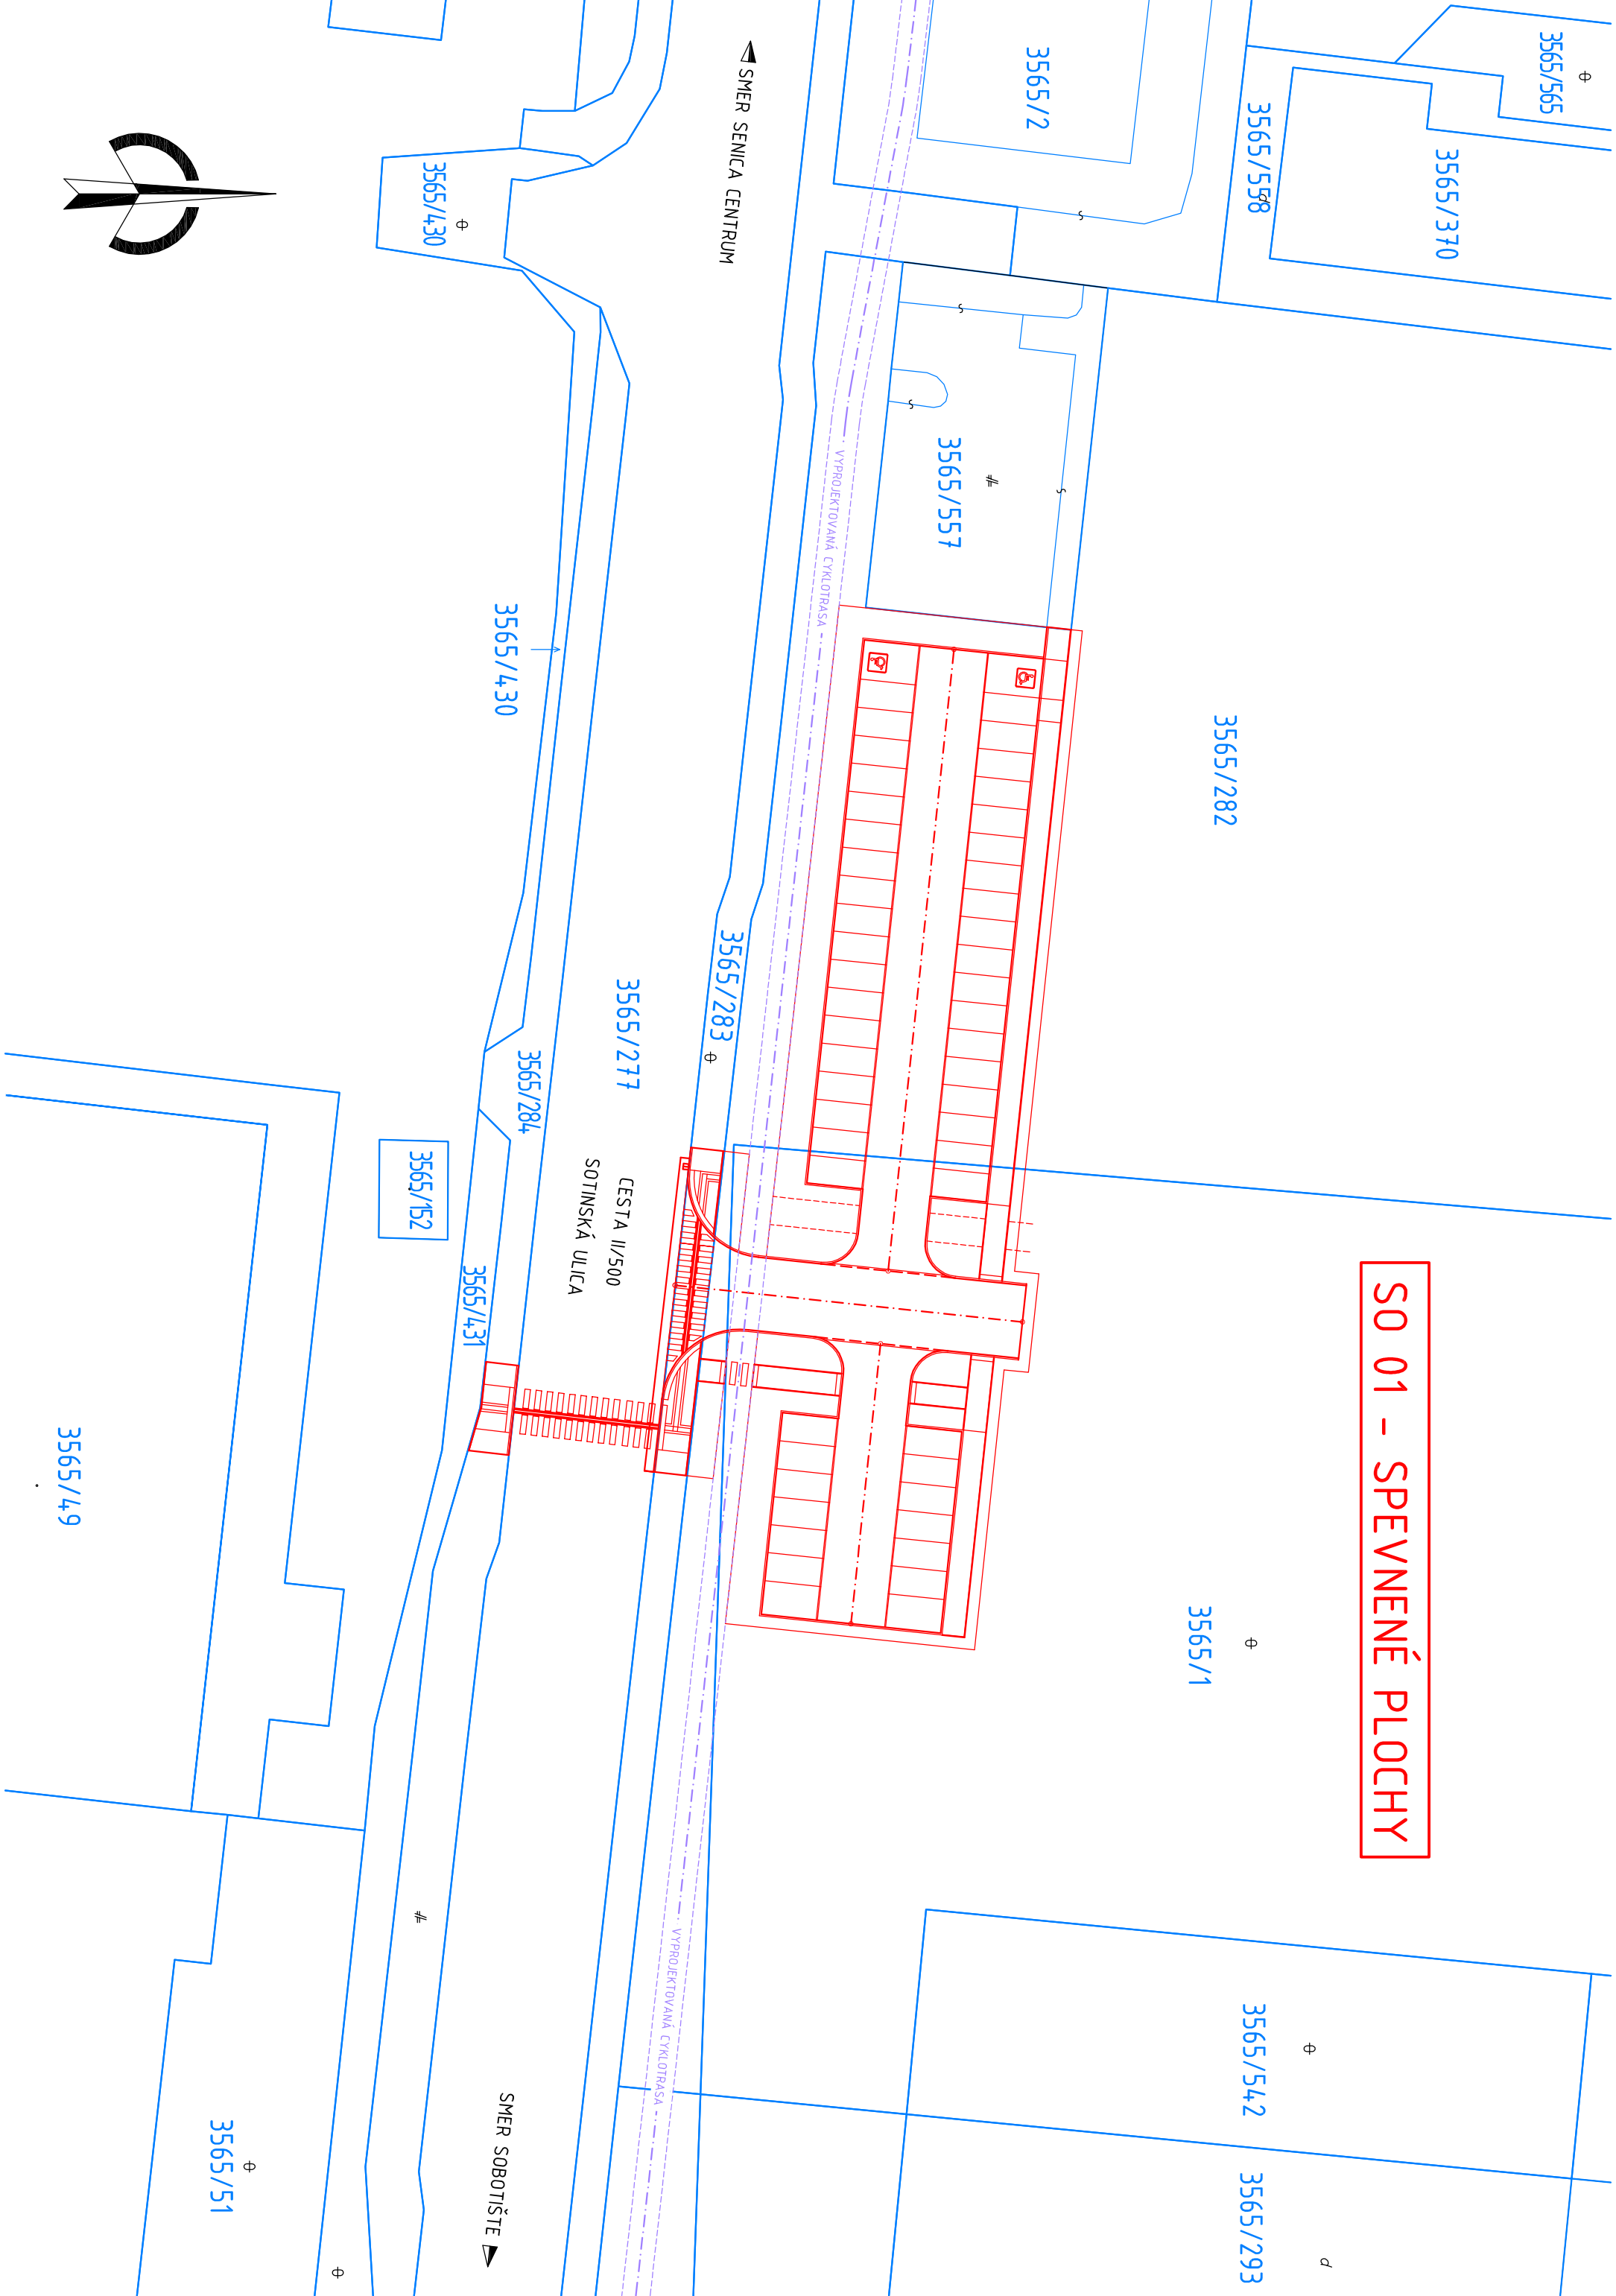 3565/565
3565/370
3565/558
3565/2
SMER SENICA CENTRUM
3565/430
3565/557
VYPROJEKTOVANÁ CYKLOTRASA
3565/282
3565/430
3565/283
3565/277
3565/284
CESTA II/500
SOTINSKÁ ULICA
3565/152
3565/431
SO 01 - SPEVNENÉ PLOCHY
3565/1
3565/49
VYPROJEKTOVANÁ CYKLOTRASA
3565/542
SMER SOBOTIŠTE
3565/51
3565/293